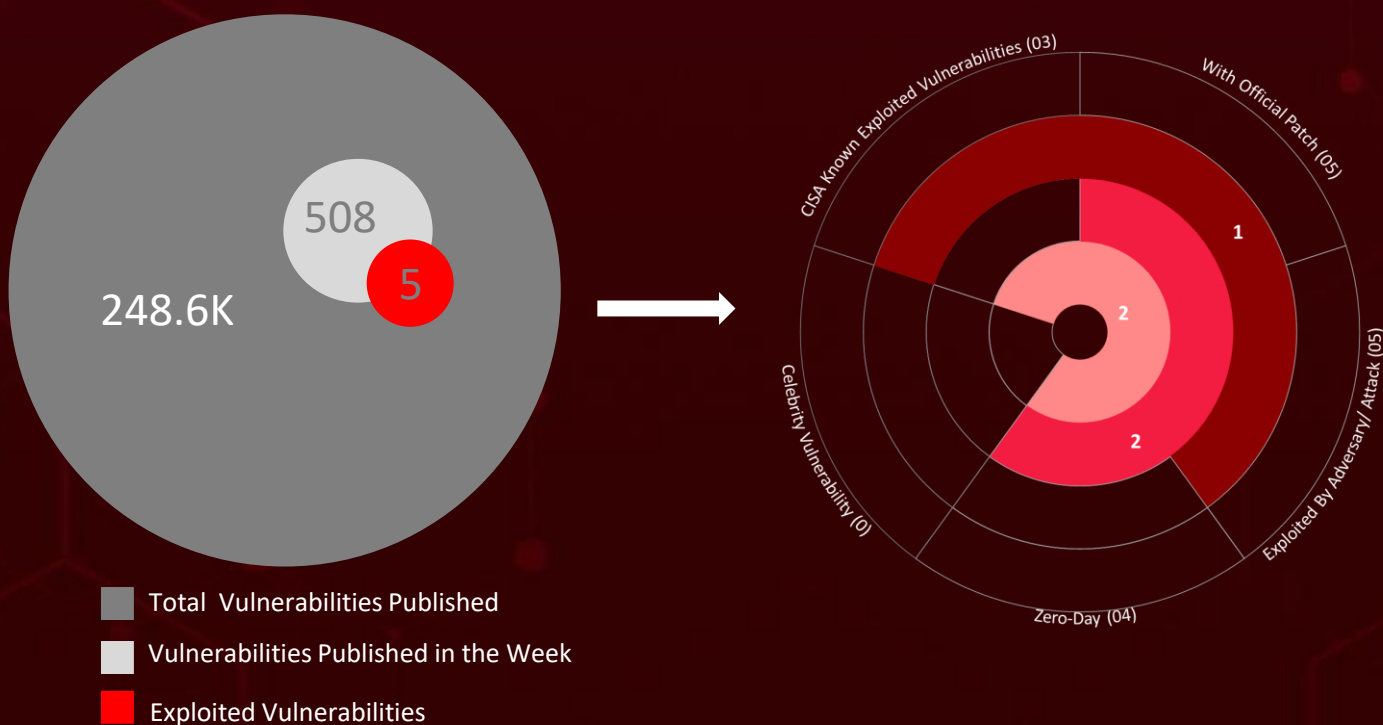 248.6K
508
5
Total  Vulnerabilities Published
Vulnerabilities Published in the Week
Exploited Vulnerabilities
CISA Known Exploited Vulnerabilities (03)
With Official Patch (05)
Exploited By Adversary/ Attack (05)
Zero-Day (04)
Celebrity Vulnerability (0)
1
2
2